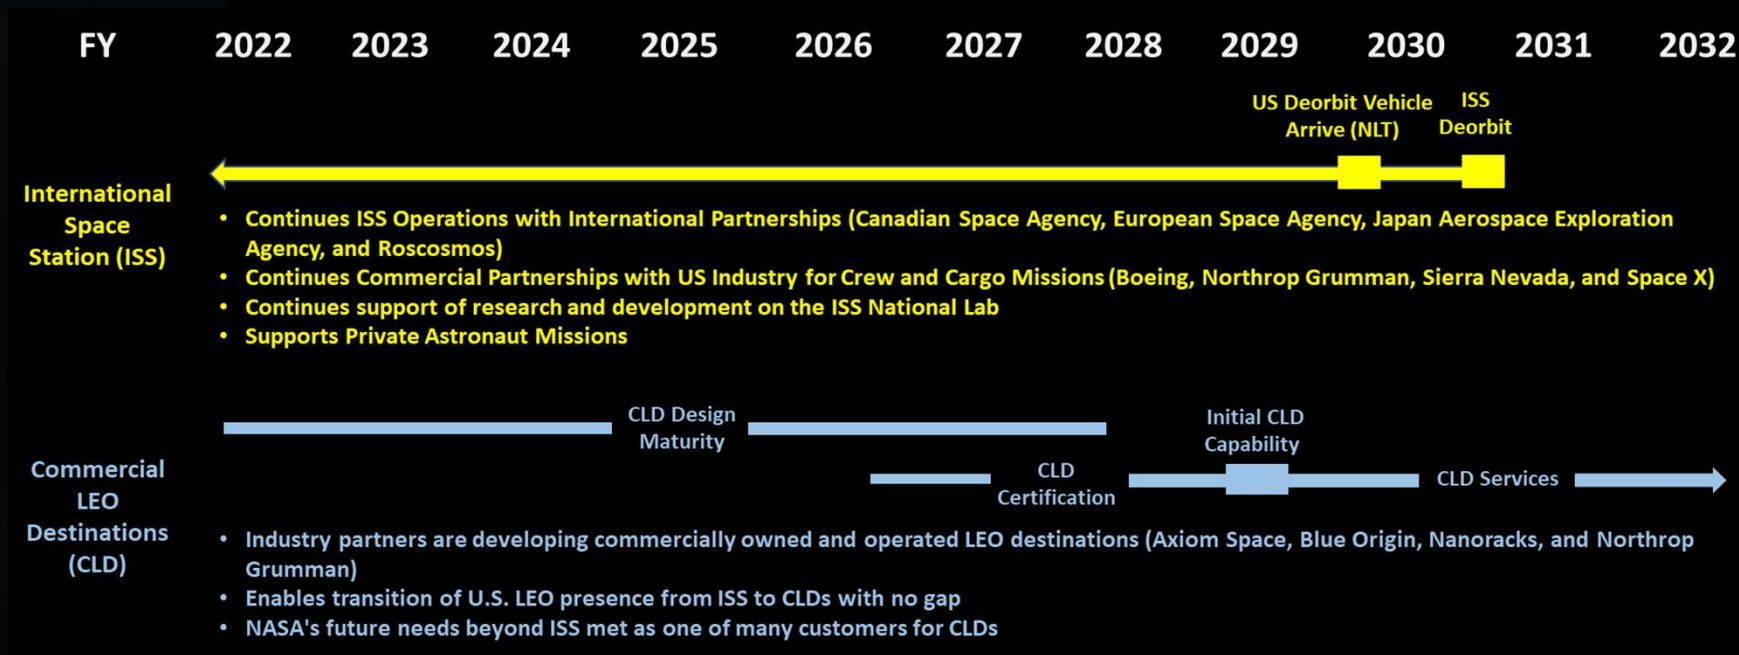 FY 2022 2023 2024 2025 2026 2027 2028 2029 2030 2031 2032
US Deorbit Vehicle
Arrive (NLT)
ISS
Deorbit
International
Space
Station (ISS)
• Continues ISS Operations with International Partnerships (Canadian Space Agency, European Space Agency, Japan Aerospace Exploration
Agency, and Roscosmos)
• Continues Commercial Partnerships with US Industry for Crew and Cargo Missions (Boeing, Northrop Grumman, Sierra Nevada, and Space X)
• Continues support of research and development on the ISS National Lab
• Supports Private Astronaut Missions
CLD Design
Maturity
Initial CLD
Capability
CLD
Certification
CLD Services
Commercial
LEO
Destinations
(CLD)
• Industry partners are developing commercially owned and operated LEO destinations (Axiom Space, Blue Origin, Nanoracks, and Northrop
Grumman)
• Enables transition of U.S. LEO presence from ISS to CLDs with no gap
• NASA's future needs beyond ISS met as one of many customers for CLDs